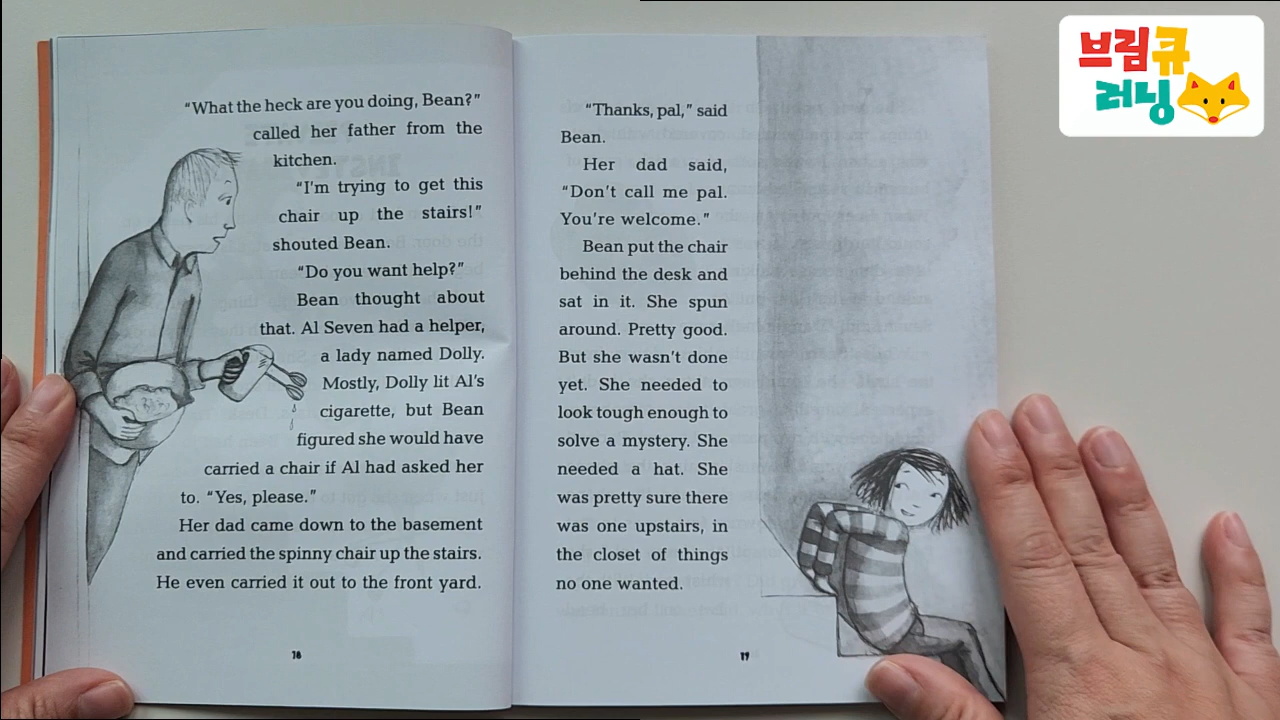 "What the heck are you doing, Bean?"
called her father from the
kitchen.
"I'm trying to get this
chair up the stairs!"
shouted Bean.
"Do you want help?"
Bean thought about
that. Al Seven had a helper,
a lady named Dolly.
Mostly, Dolly lit Al's
cigarette, but Bean
figured she would have
carried a chair if Al had asked her
to. "Yes, please."
Her dad came down to the basement
and carried the spinny chair up the stairs.
He even carried it out to the front yard.
18
"Thanks, pal," said
Bean.
Her dad said,
"Don't call me pal.
You're welcome."
Bean put the chair
behind the desk and
sat in it. She spun
around. Pretty good.
But she wasn't done
yet. She needed to
look tough enough to
solve a mystery. She
needed a hat. She
was pretty sure there
was one upstairs, in
the closet of things
no one wanted.
19
브림큐
러닝